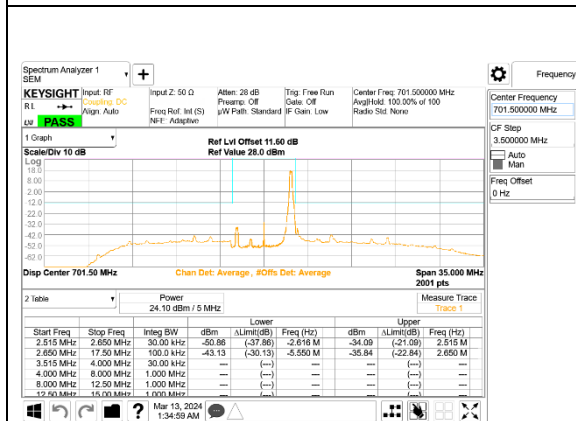 Spectrum Analyzer 1
SEM
+
Frequency
KEYSIGHT Input: RF Input Z: 50 Ω Atten: 28 dB Trig: Free Run Center Freq: 701.500000 MHz
RL Coupling: DC Preamp: Off Gate: Off Avg|Hold: 100.00% of 100
Align: Auto Freq Ref: Int (S) µW Path: Standard IF Gain: Low Radio Std: None
PASS NFE: Adaptive
Center Frequency
701.500000 MHz
CF Step
3.500000 MHz
Auto
Man
Freq Offset
0 Hz
1 Graph
Ref Lvl Offset 11.60 dB
Scale/Div 10 dB Ref Value 28.0 dBm
Log
18.0
8.00
-2.00
-12.0
-22.0
-32.0
-42.0
-52.0
-62.0
Disp Center 701.50 MHz Chan Det: Average, #Offs Det: Average Span 35.000 MHz
2001 pts
2 Table Power Measure Trace
24.10 dBm / 5 MHz Trace 1
Lower Upper
Start Freq Stop Freq Integ BW dBm ΔLimit(dB) Freq (Hz) dBm ΔLimit(dB) Freq (Hz)
2.515 MHz 2.650 MHz 30.00 kHz -50.86 (-37.86) -2.616 M -34.09 (-21.09) 2.515 M
2.650 MHz 17.50 MHz 100.0 kHz -43.13 (-30.13) -5.550 M -35.84 (-22.84) 2.650 M
3.515 MHz 4.000 MHz 30.00 kHz --- (---) --- --- (---) ---
4.000 MHz 8.000 MHz 1.000 MHz --- (---) --- --- (---) ---
8.000 MHz 12.50 MHz 1.000 MHz --- (---) --- --- (---) ---
12.50 MHz 15.00 MHz 1.000 MHz --- (---) --- --- (---) ---
? Mar 13, 2024
1:34:59 AM